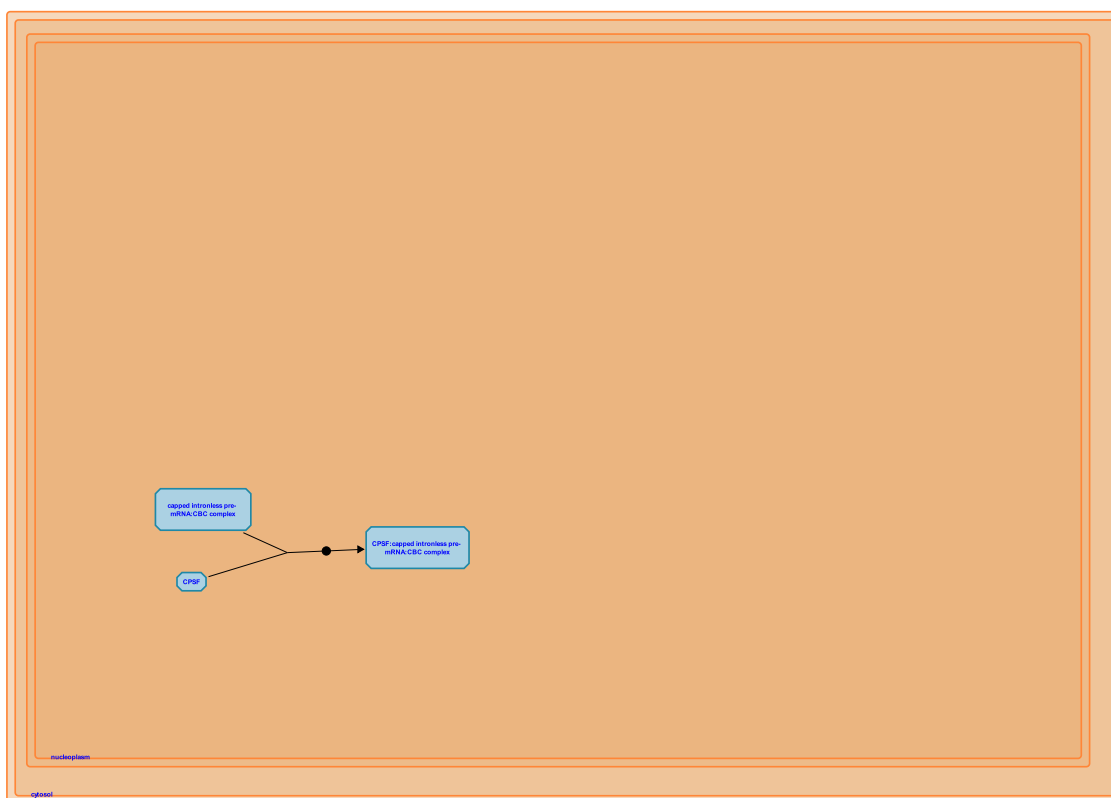 capped intronless pre-
mRNA:CBC complex
CPSF:capped intronless pre-
mRNA:CBC complex
CPSF
nucleoplasm
cytosol